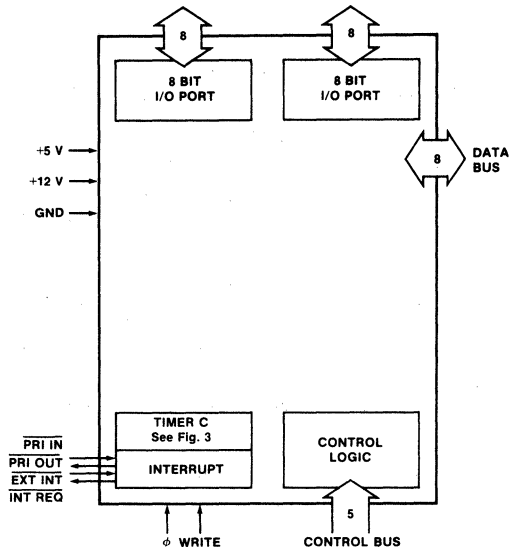 8
8
8 BIT
I/O PORT
8 BIT
I/O PORT
+5 V
+12 V
GND
8
DATA
BUS
TIMER C
See Fig. 3
INTERRUPT
CONTROL
LOGIC
PRI IN
PRI OUT
EXT INT
INT REQ
5
ϕ WRITE
CONTROL BUS